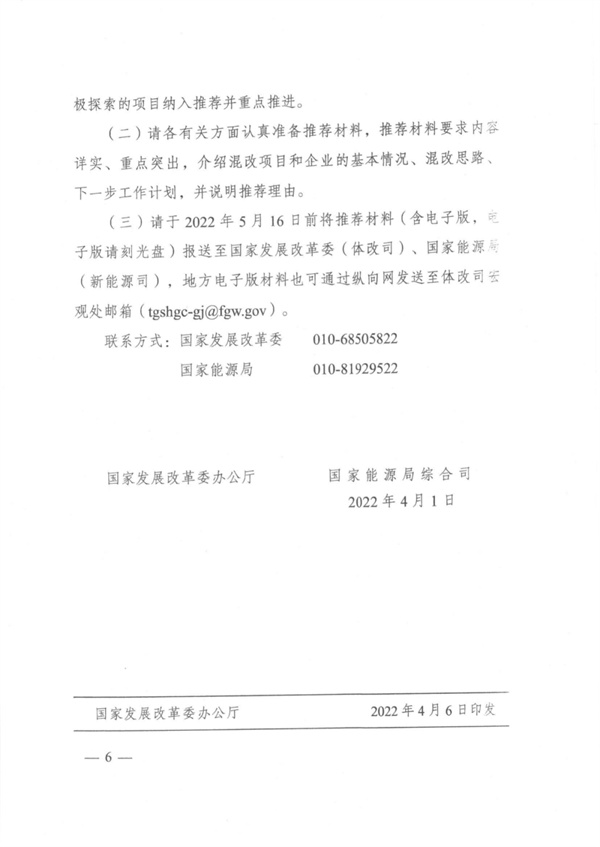 极探索的项目纳入推荐并重点推进。
（二）请各有关方面认真准备推荐材料，推荐材料要求内容
详实、重点突出，介绍混改项目和企业的基本情况、混改思路、
下一步工作计划，并说明推荐理由。
（三）请于 2022 年 5 月 16 日前将推荐材料（含电子版，电
子版请刻光盘）报送至国家发展改革委（体改司）、国家能源局
（新能源司），地方电子版材料也可通过纵向网发送至体改司宏
观处邮箱（tgshgc-gj@fgw.gov）。
联系方式：国家发展改革委 010-68505822
国家能源局 010-81929522
国家发展改革委办公厅 国家能源局综合司
2022 年 4 月 1 日
国家发展改革委办公厅 2022 年 4 月 6 日印发
— 6 —